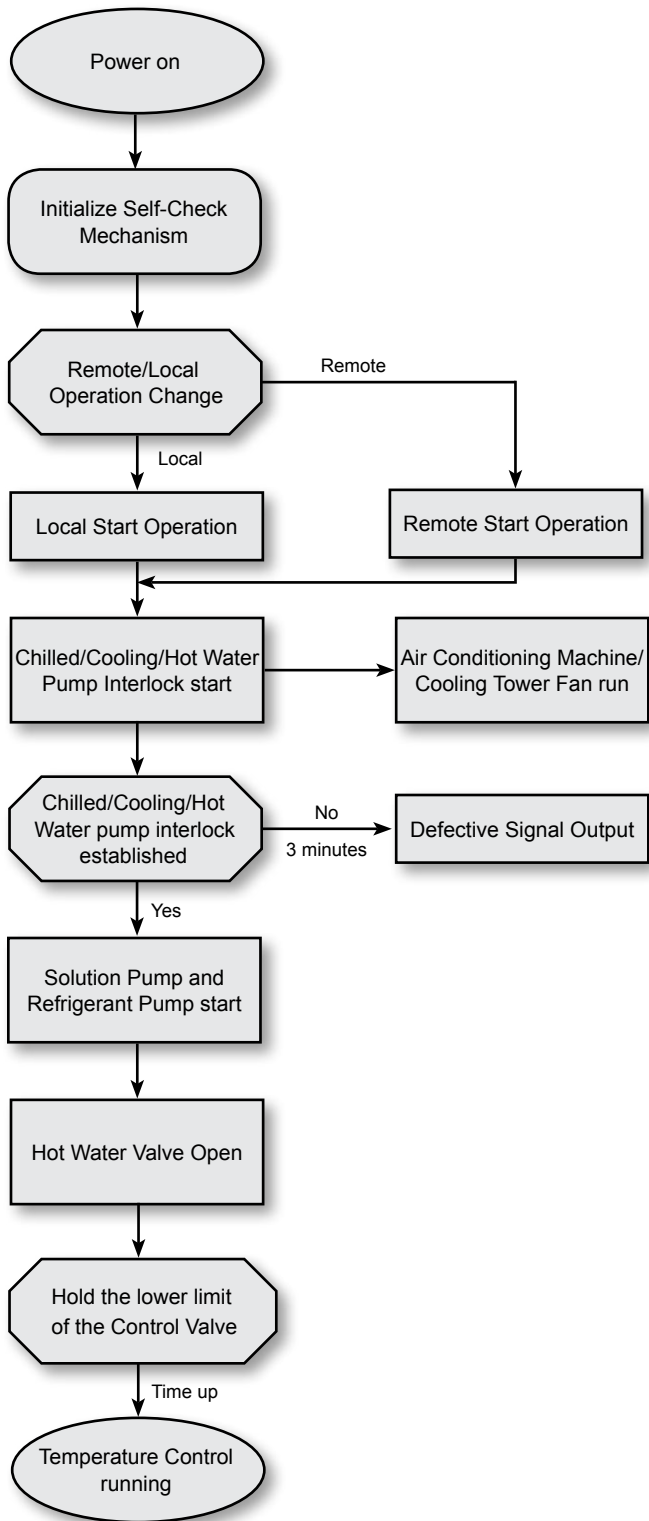 Power on
Initialize Self-Check
Mechanism
Remote/Local
Operation Change
Remote
Local
Local Start Operation
Remote Start Operation
Chilled/Cooling/Hot Water
Pump Interlock start
Air Conditioning Machine/
Cooling Tower Fan run
Chilled/Cooling/Hot
Water pump interlock
established
No
3 minutes
Defective Signal Output
Yes
Solution Pump and
Refrigerant Pump start
Hot Water Valve Open
Hold the lower limit
of the Control Valve
Time up
Temperature Control
running